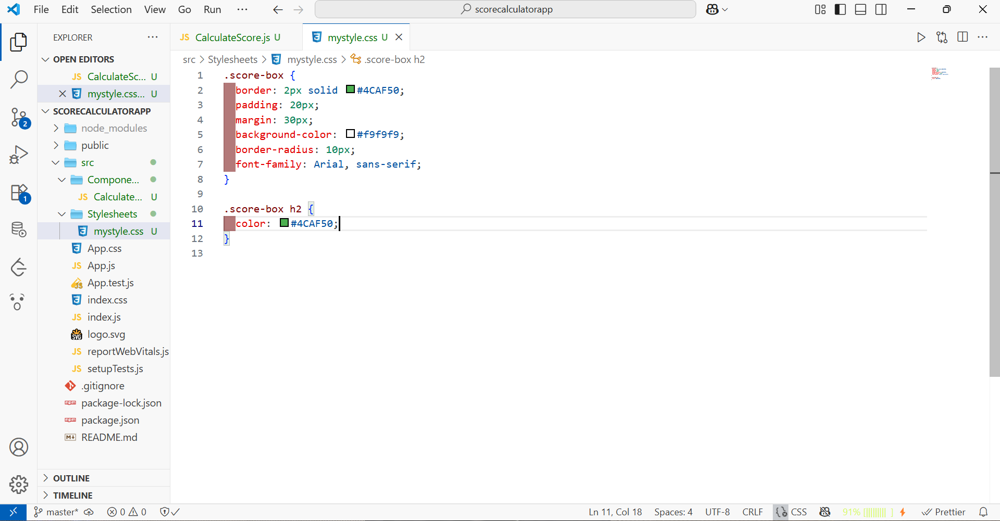 File Edit Selection View Go Run ··· scorecalculatorapp
EXPLORER ···
OPEN EDITORS
JS CalculateSc... U
mystyle.css... U
SCORECALCULATORAPP
node_modules
public
src
Compone...
JS Calculate... U
Stylesheets
mystyle.css U
App.css
JS App.js
JS App.test.js
index.css
JS index.js
SVG logo.svg
JS reportWebVitals.js
JS setupTests.js
.gitignore
package-lock.json
package.json
M README.md
OUTLINE
TIMELINE
2
1
JS CalculateScore.js U
mystyle.css U
src > Stylesheets > mystyle.css > .score-box h2
1 .score-box {
2 border: 2px solid #4CAF50;
3 padding: 20px;
4 margin: 30px;
5 background-color: #f9f9f9;
6 border-radius: 10px;
7 font-family: Arial, sans-serif;
8 }
9
10 .score-box h2 {
11 color: #4CAF50;
12 }
13
master* 0 0 Ln 11, Col 18 Spaces: 4 UTF-8 CRLF CSS 91% [||||||||| ] Prettier